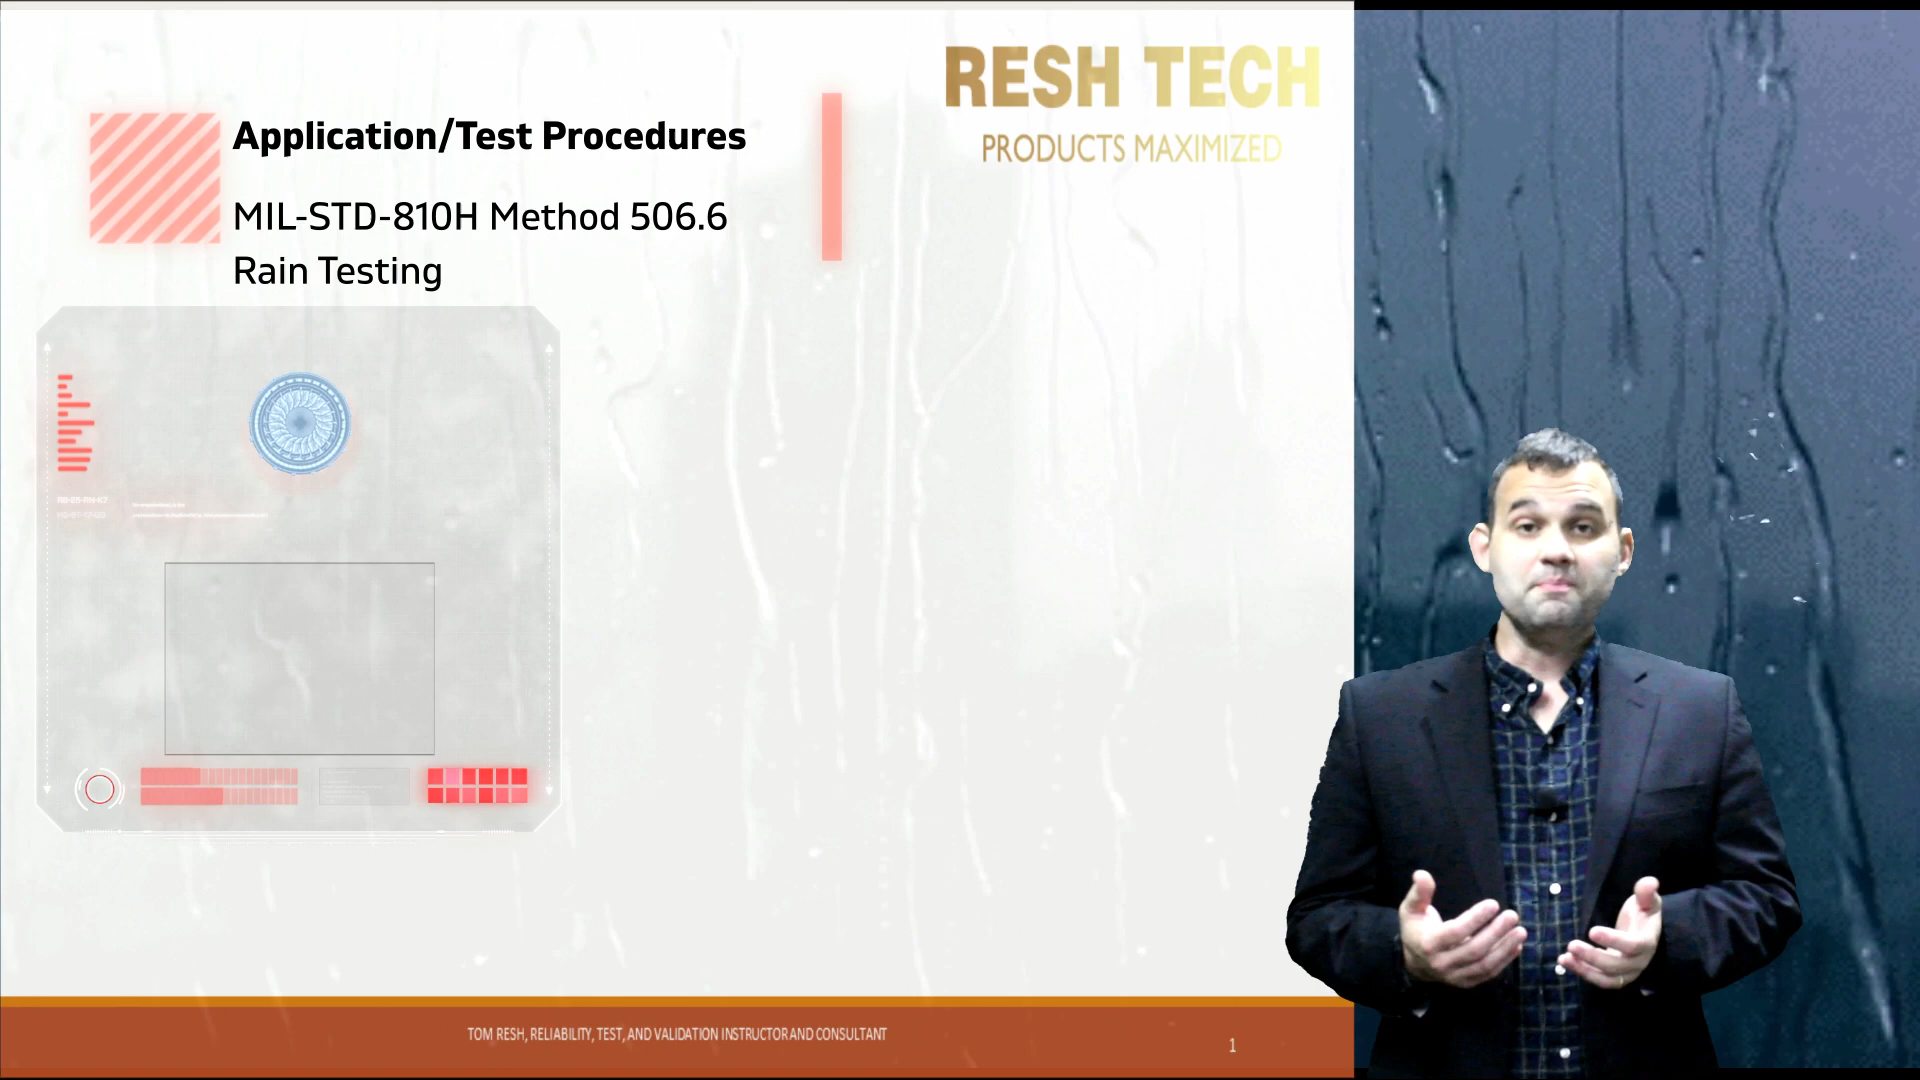 RESH TECH
PRODUCTS MAXIMIZED
Application/Test Procedures
MIL-STD-810H Method 506.6
Rain Testing
TOM RESH, RELIABILITY, TEST, AND VALIDATION INSTRUCTOR AND CONSULTANT
1